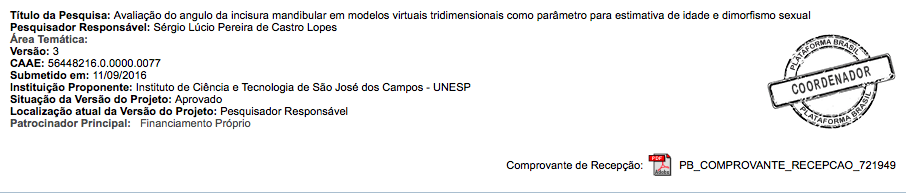 Título da Pesquisa: Avaliação do angulo da incisura mandibular em modelos virtuais tridimensionais como parâmetro para estimativa de idade e dimorfismo sexual
Pesquisador Responsável: Sérgio Lúcio Pereira de Castro Lopes
Área Temática:
Versão: 3
CAAE: 56448216.0.0000.0077
Submetido em: 11/09/2016
Instituição Proponente: Instituto de Ciência e Tecnologia de São José dos Campos - UNESP
Situação da Versão do Projeto: Aprovado
Localização atual da Versão do Projeto: Pesquisador Responsável
Patrocinador Principal: Financiamento Próprio
PLATAFORMA BRASIL
COORDENADOR
PLATAFORMA BRASIL
Comprovante de Recepção: PDF Adobe PB_COMPROVANTE_RECEPCAO_721949